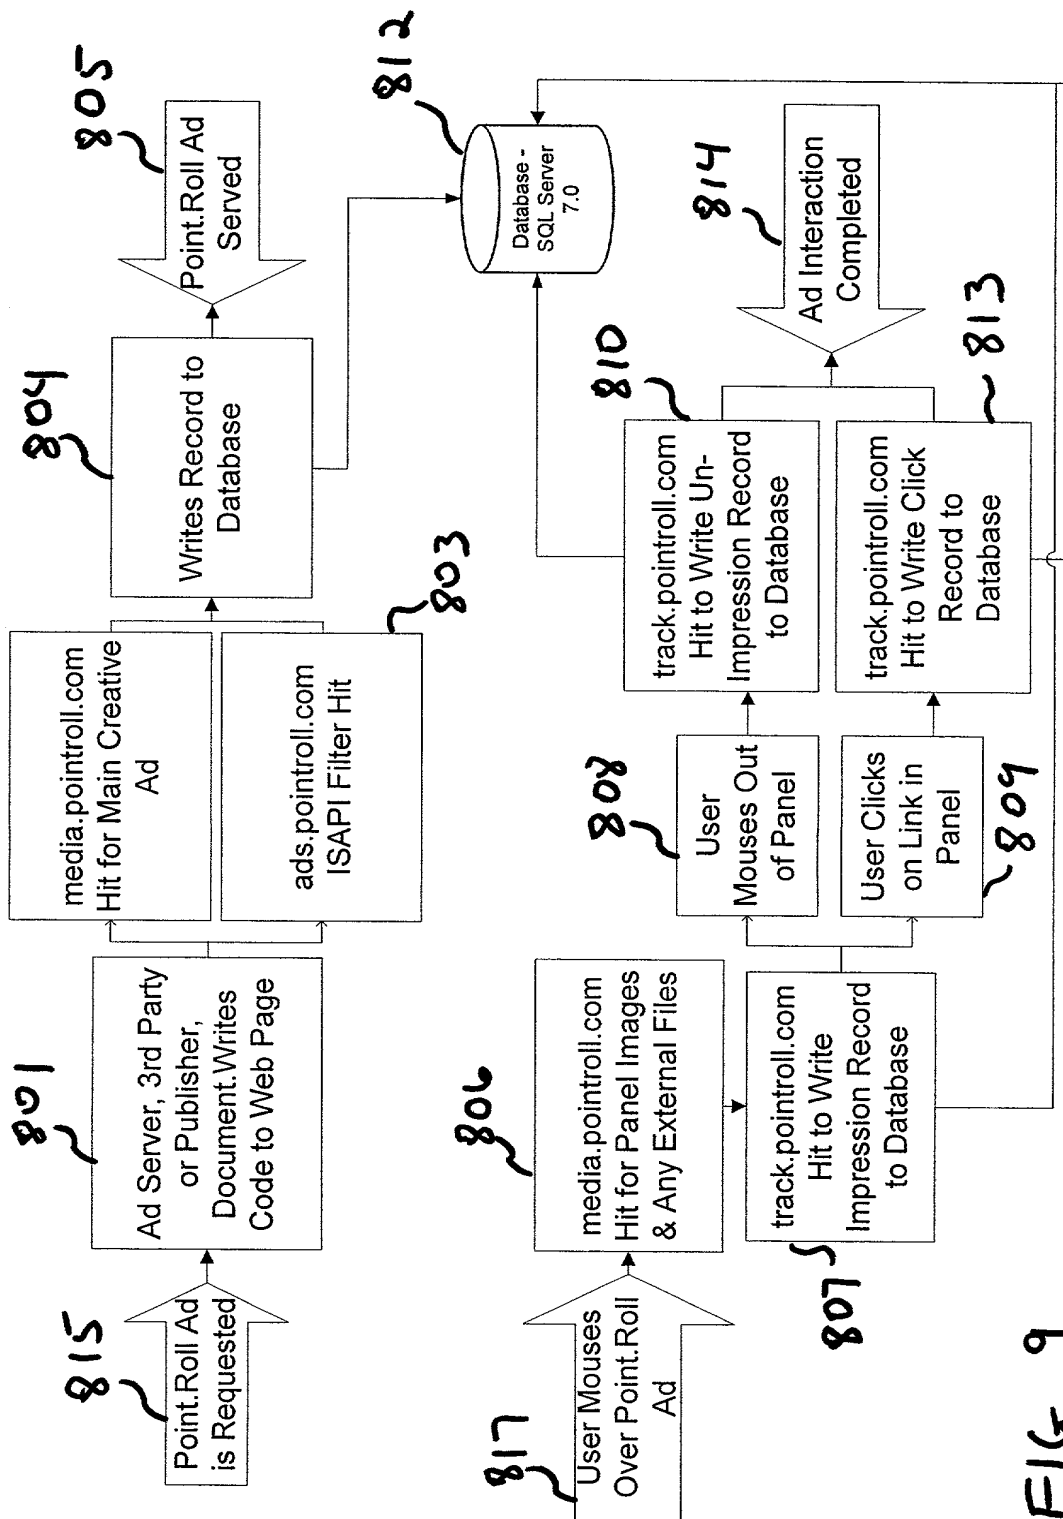 815
Point.Roll Ad
is Requested
801
Ad Server, 3rd Party
or Publisher,
Document.Writes
Code to Web Page
media.pointroll.com
Hit for Main Creative
Ad
ads.pointroll.com
ISAPI Filter Hit
803
804
Writes Record to
Database
805
Point.Roll Ad
Served
812
Database -
SQL Server
7.0
817
User Mouses
Over Point.Roll
Ad
806
media.pointroll.com
Hit for Panel Images
& Any External Files
807
track.pointroll.com
Hit to Write
Impression Record
to Database
808
User
Mouses Out
of Panel
User Clicks
on Link in
Panel
809
810
track.pointroll.com
Hit to Write Un-
Impression Record
to Database
track.pointroll.com
Hit to Write Click
Record to
Database
813
814
Ad Interaction
Completed
FIG 9